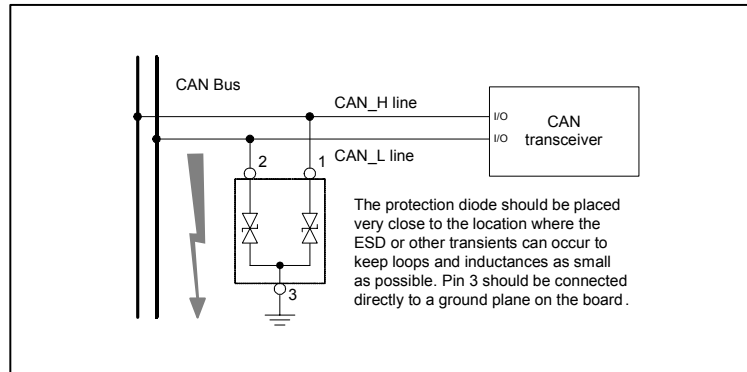 CAN Bus
CAN_H line
I/O
CAN
I/O
transceiver
CAN_L line
2
1
The protection diode should be placed
very close to the location where the
ESD or other transients can occur to
keep loops and inductances as small
as possible. Pin 3 should be connected
directly to a ground plane on the board.
3